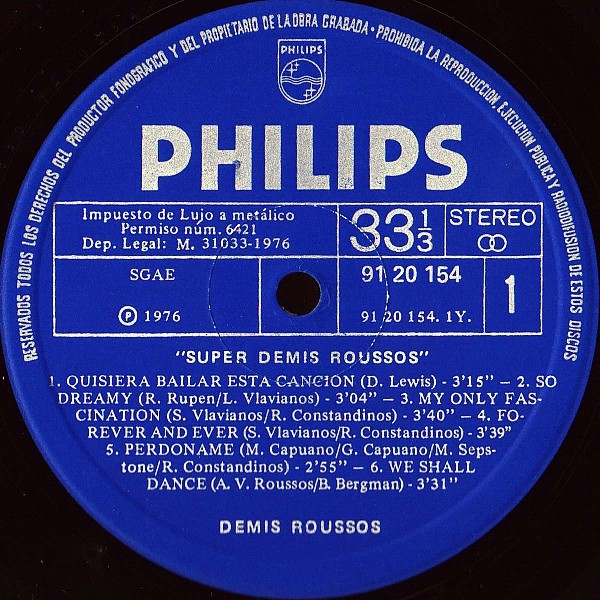 RESERVADOS TODOS LOS DERECHOS DEL PRODUCTOR FONOGRAFICO Y DEL PROPIETARIO DE LA OBRA GRABADA · PROHIBIDA LA REPRODUCCION, EJECUCION PUBLICA Y RADIODIFUSION DE ESTOS DISCOS
PHILIPS
PHILIPS
Impuesto de Lujo a metálico
Permiso núm. 6421
Dep. Legal: M. 31033-1976
33 1/3
STEREO
SGAE
Ⓟ 1976
91 20 154
91 20 154. 1Y.
1
"SUPER DEMIS ROUSSOS"
1. QUISIERA BAILAR ESTA CANCION (D. Lewis) - 3'15" — 2. SO
DREAMY (R. Rupen/L. Vlavianos) - 3'04" — 3. MY ONLY FAS-
CINATION (S. Vlavianos/R. Constandinos) - 3'40" — 4. FO-
REVER AND EVER (S. Vlavianos/R. Constandinos) - 3'39"
5. PERDONAME (M. Capuano/G. Capuano/M. Seps-
tone/R. Constandinos) - 2'55" — 6. WE SHALL
DANCE (A. V. Roussos/B. Bergman) - 3'31"
DEMIS ROUSSOS